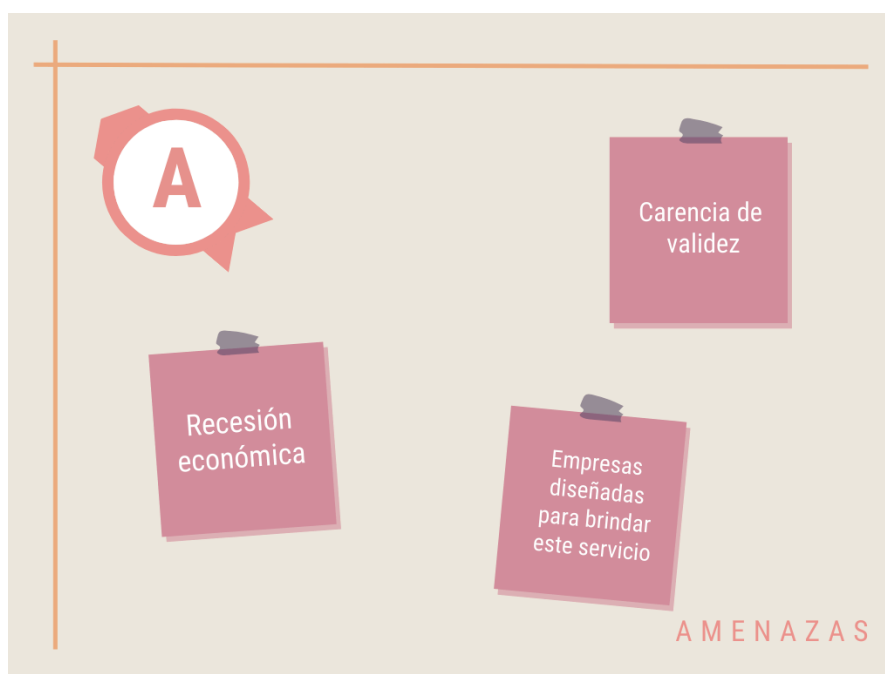 A
Carencia de
validez
Recesión
económica
Empresas
diseñadas
para brindar
este servicio
AMENAZAS